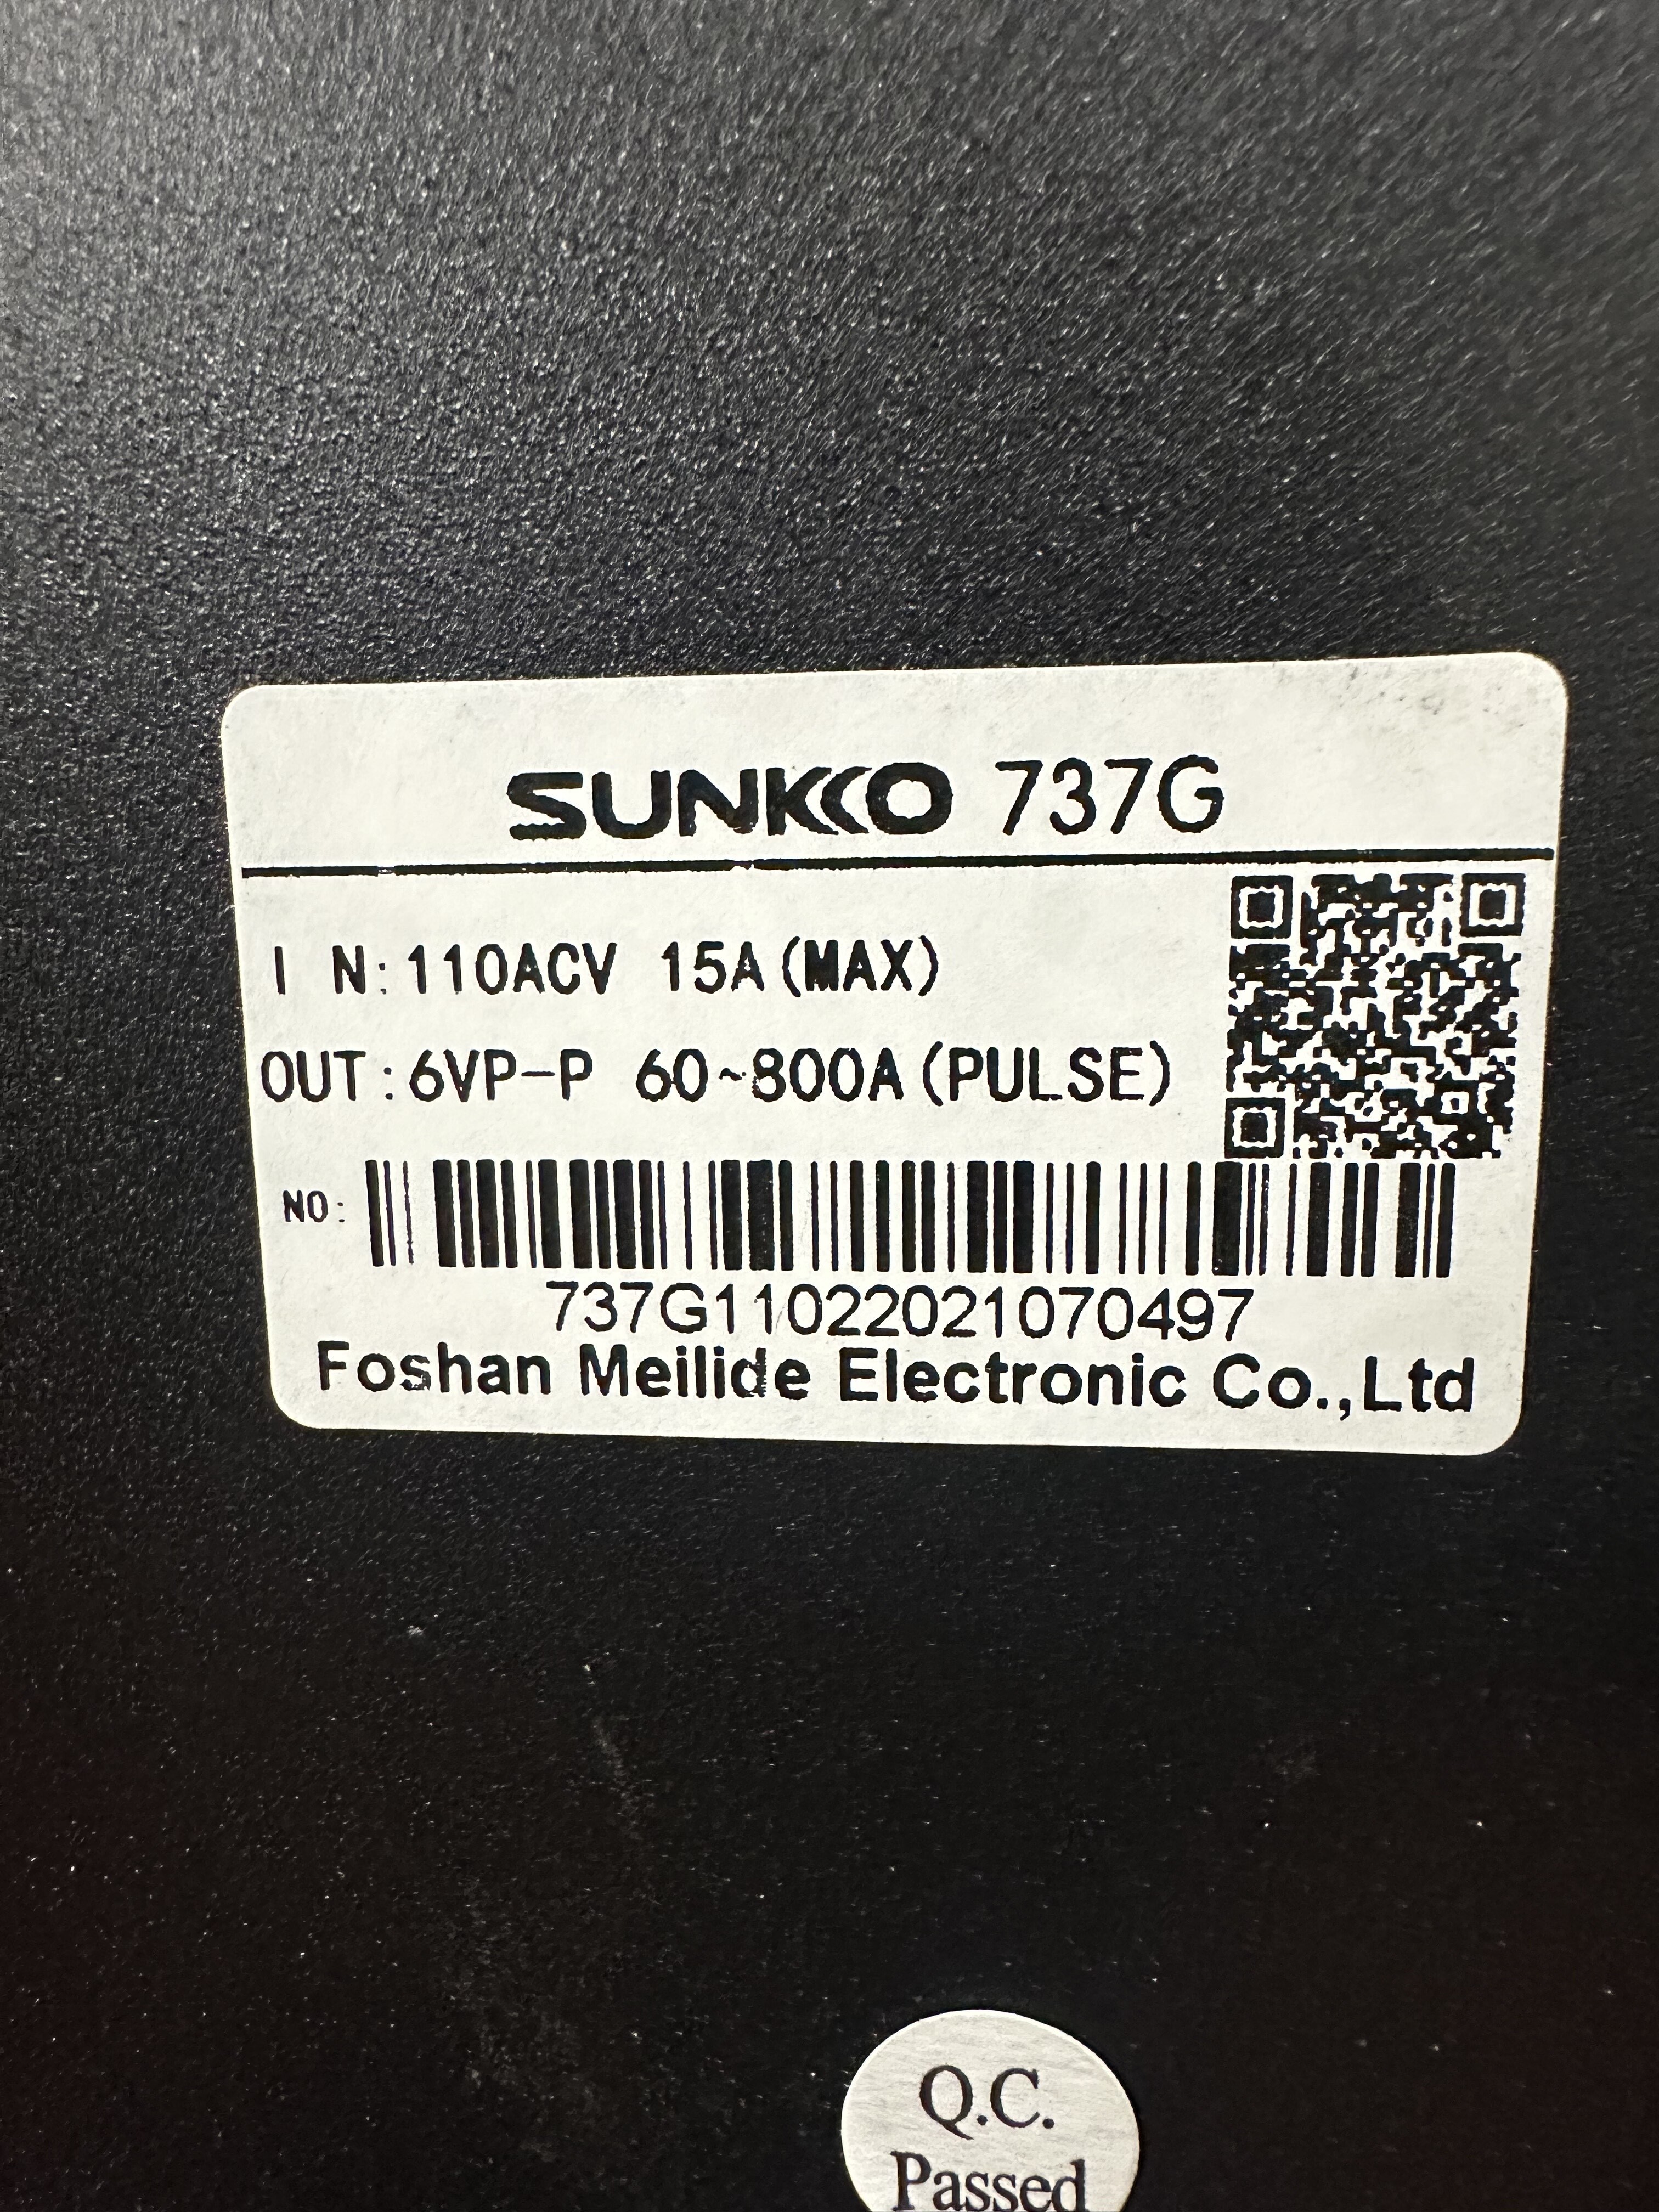 SUNKKO 737G
I N: 110ACV 15A (MAX)
OUT: 6VP-P 60~800A (PULSE)
NO:
737G11022021070497
Foshan Meilide Electronic Co.,Ltd
Q.C.
Passed